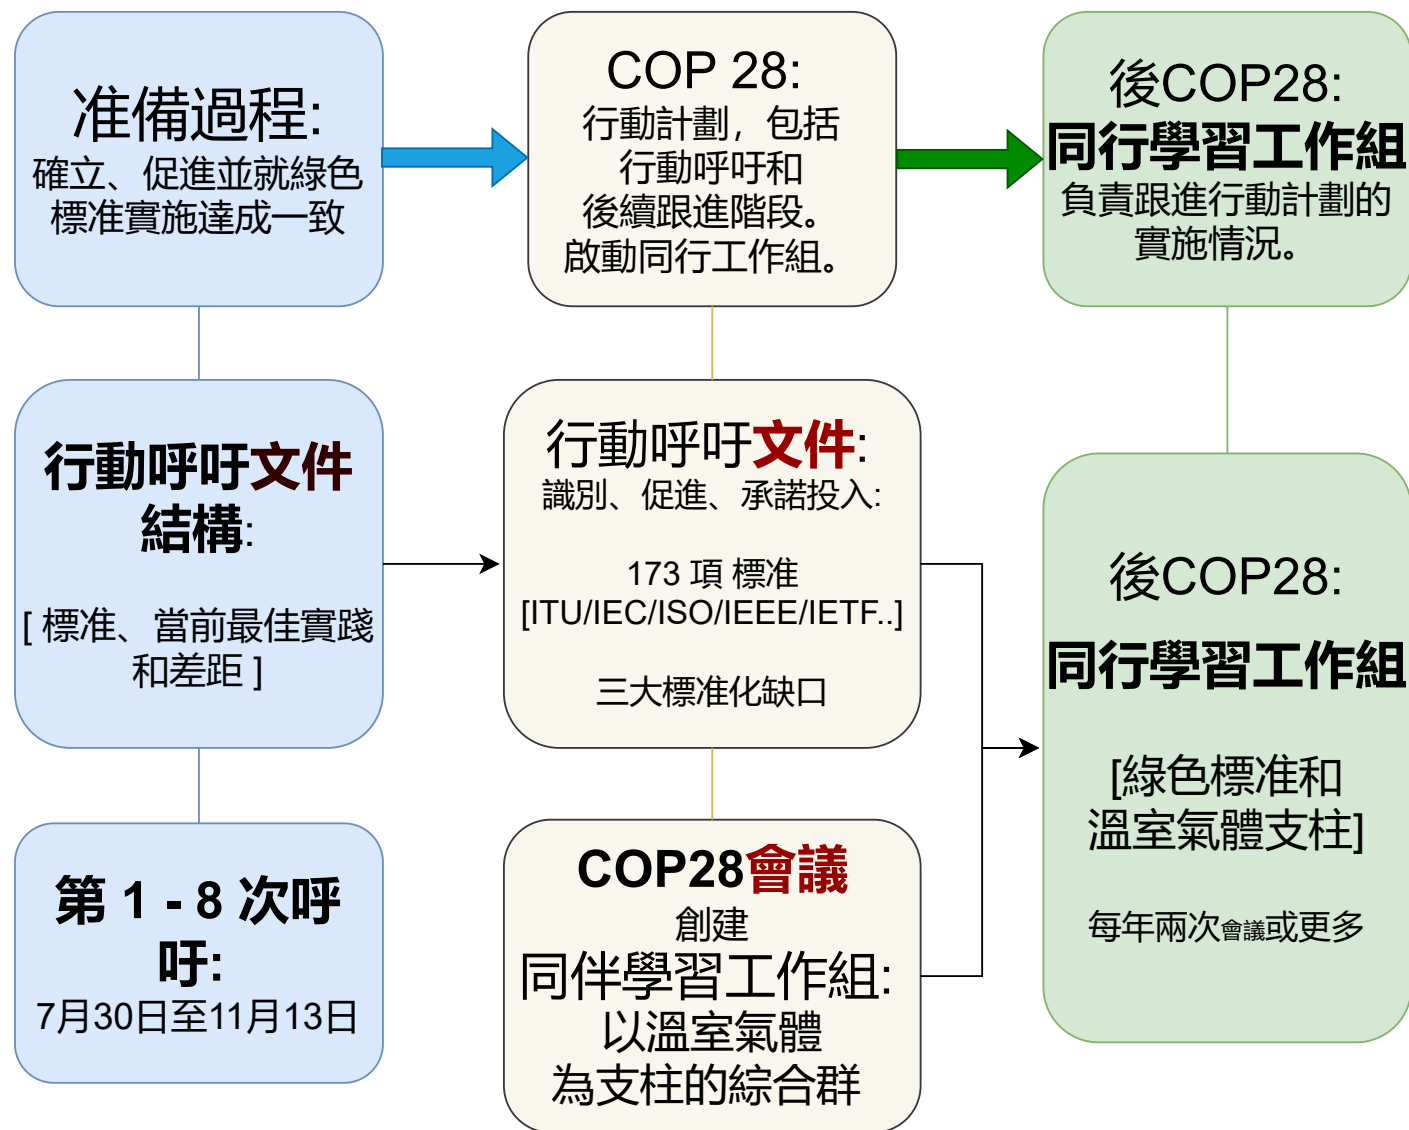 准備過程:
確立、促進並就綠色
標准實施達成一致
COP 28:
行動計劃，包括
行動呼吁和
後續跟進階段。
啟動同行工作組。
後COP28:
同行學習工作組
負責跟進行動計劃的
實施情況。
行動呼吁文件
結構:
[ 標准、當前最佳實踐
和差距 ]
行動呼吁文件:
識別、促進、承諾投入:
173 項 標准
[ITU/IEC/ISO/IEEE/IETF..]
三大標准化缺口
後COP28:
同行學習工作組
[綠色標准和
溫室氣體支柱]
每年兩次會議或更多
第 1 - 8 次呼
吁:
7月30日至11月13日
COP28會議
創建
同伴學習工作組:
以溫室氣體
為支柱的綜合群